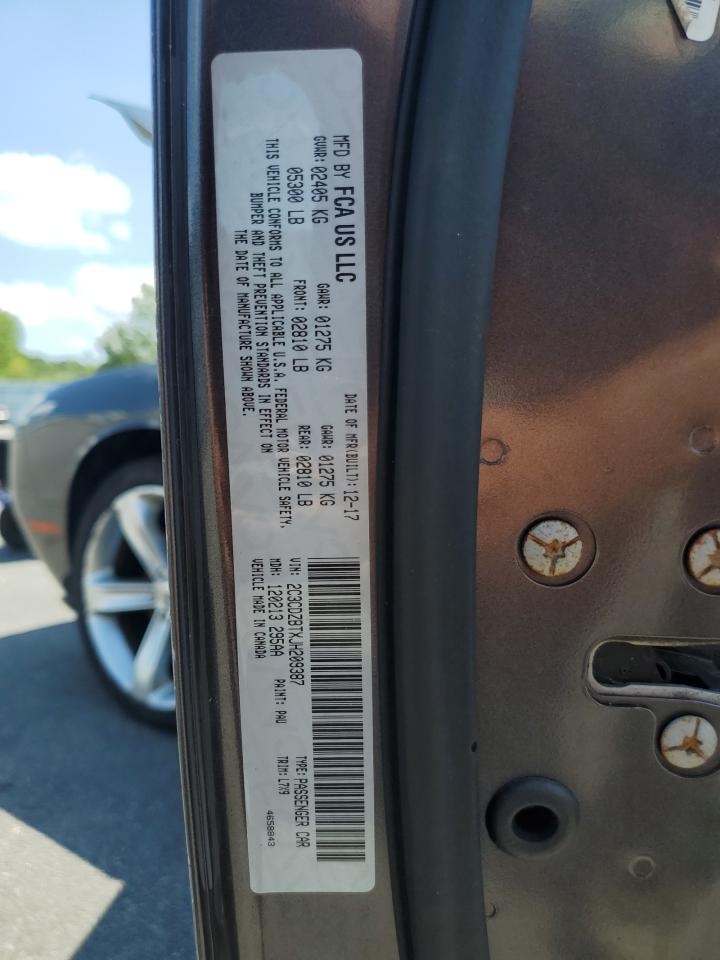 MFD BY FCA US LLC
DATE OF MFR(BUILT): 12-17
GVWR: 02405 KG
GAWR: 01275 KG
GAWR: 01275 KG
05300 LB
FRONT: 02810 LB
REAR: 02810 LB
THIS VEHICLE CONFORMS TO ALL APPLICABLE U.S.A. FEDERAL MOTOR VEHICLE SAFETY,
BUMPER AND THEFT PREVENTION STANDARDS IN EFFECT ON
THE DATE OF MANUFACTURE SHOWN ABOVE.
VIN: 2C3CDZBTXJH209387
TYPE: PASSENGER CAR
MDH: 120213 295AA
PAINT: PAU
TRIM: L7X9
VEHICLE MADE IN CANADA
4658843